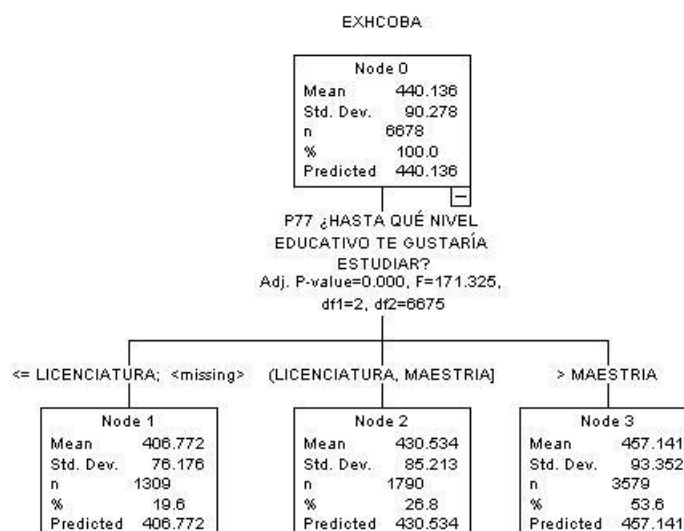 EXHCOBA
Node 0
Mean 440.136
Std. Dev. 90.278
n 6678
% 100.0
Predicted 440.136
P77 ¿HASTA QUÉ NIVEL
EDUCATIVO TE GUSTARÍA
ESTUDIAR?
Adj. P-value=0.000, F=171.325,
df1=2, df2=6675
<= LICENCIATURA; <missing>
(LICENCIATURA, MAESTRIA]
> MAESTRIA
Node 1
Mean 406.772
Std. Dev. 76.176
n 1309
% 19.6
Predicted 406.772
Node 2
Mean 430.534
Std. Dev. 85.213
n 1790
% 26.8
Predicted 430.534
Node 3
Mean 457.141
Std. Dev. 93.352
n 3579
% 53.6
Predicted 457.141